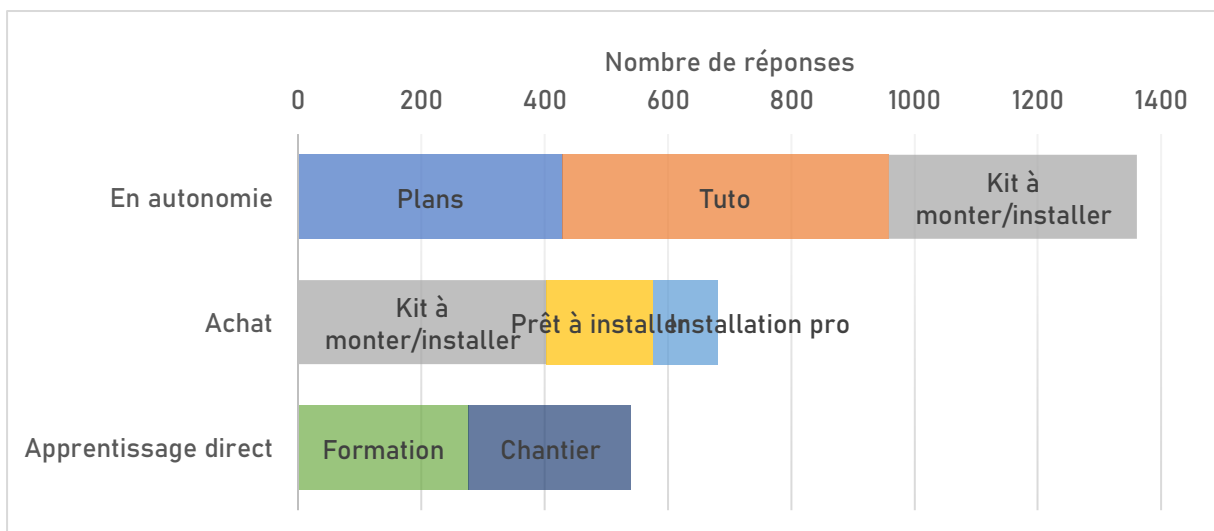 Nombre de réponses
0 200 400 600 800 1000 1200 1400
En autonomie
Plans
Tuto
Kit à
monter/installer
Achat
Kit à
monter/installer
Prêt à installer
Installation pro
Apprentissage direct
Formation
Chantier